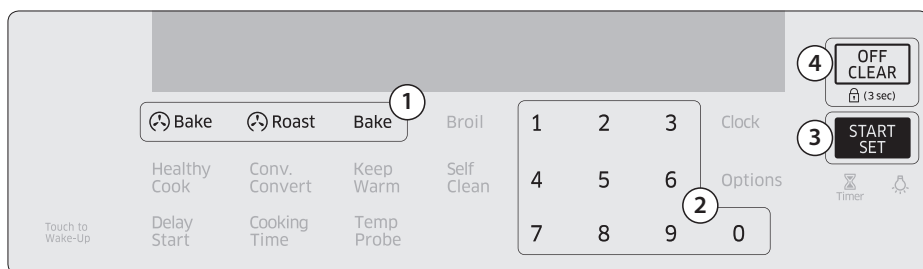 4
OFF
CLEAR
(3 sec)
1
Bake Roast Bake Broil 1 2 3 Clock
3
START
SET
Healthy
Cook
Conv.
Convert
Keep
Warm
Self
Clean
4 5 6 Options
Timer
2
Touch to
Wake-Up
Delay
Start
Cooking
Time
Temp
Probe
7 8 9 0